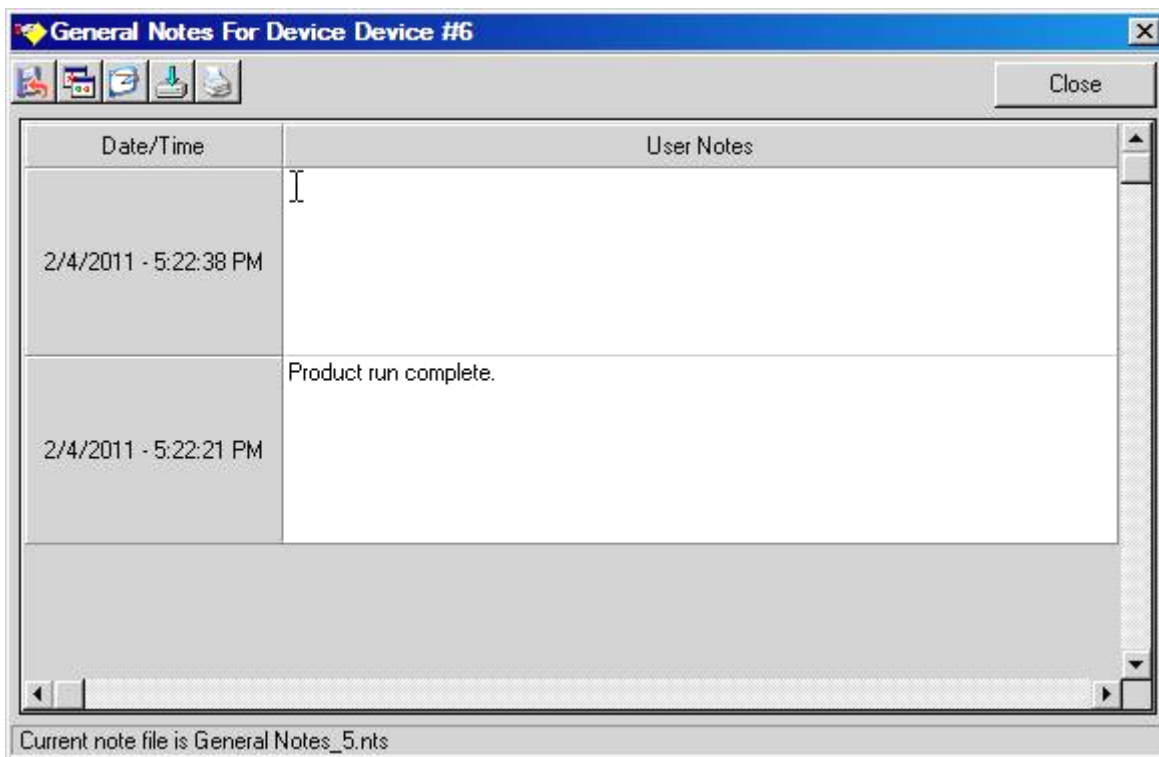 General Notes For Device Device #6
Close
Date/Time User Notes
2/4/2011 - 5:22:38 PM
Product run complete.
2/4/2011 - 5:22:21 PM
Current note file is General Notes_5.nts